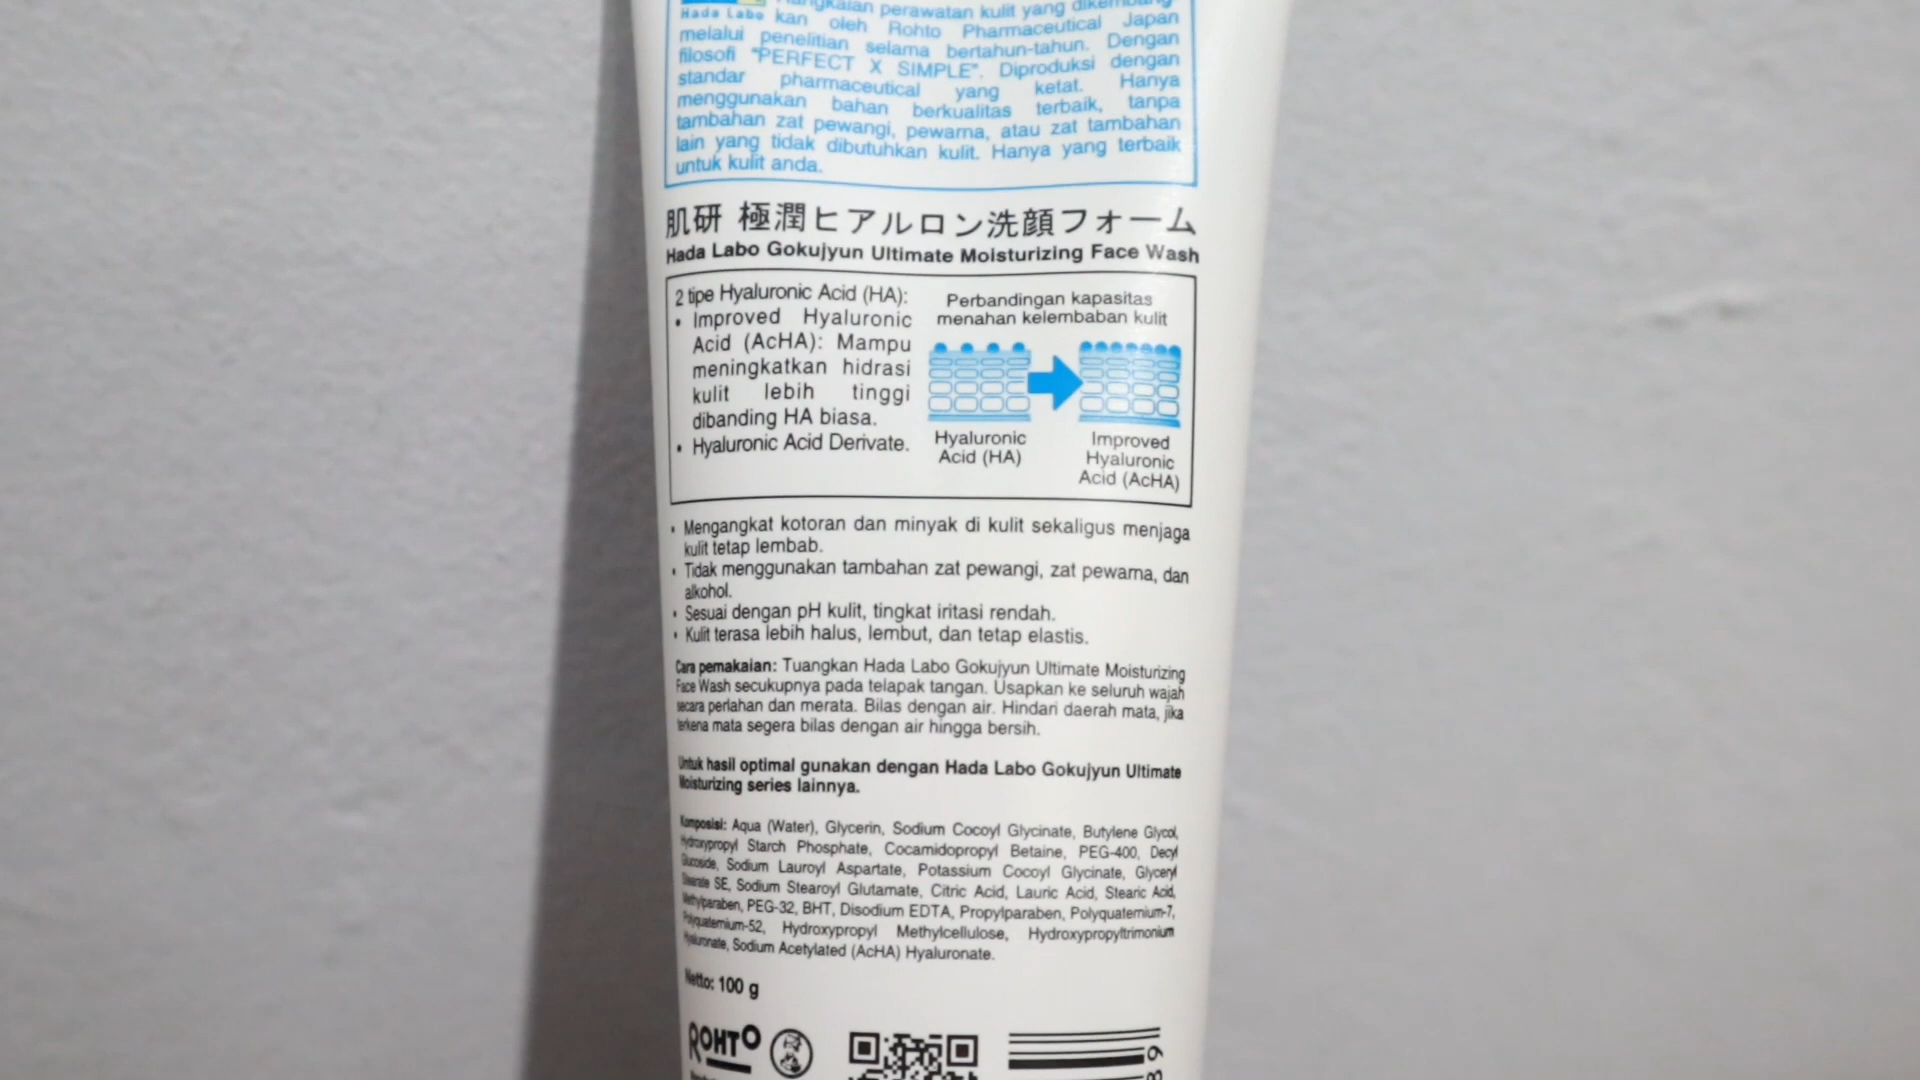 Hada Labo
Rangkaian perawatan kulit yang dikembang-
kan oleh Rohto Pharmaceutical Japan
melalui penelitian selama bertahun-tahun. Dengan
filosofi "PERFECT X SIMPLE". Diproduksi dengan
standar pharmaceutical yang ketat. Hanya
menggunakan bahan berkualitas terbaik, tanpa
tambahan zat pewangi, pewarna, atau zat tambahan
lain yang tidak dibutuhkan kulit. Hanya yang terbaik
untuk kulit anda.
肌研 極潤ヒアルロン洗顔フォーム
Hada Labo Gokujyun Ultimate Moisturizing Face Wash
2 tipe Hyaluronic Acid (HA):
• Improved Hyaluronic
Acid (AcHA): Mampu
meningkatkan hidrasi
kulit lebih tinggi
dibanding HA biasa.
• Hyaluronic Acid Derivate.
Perbandingan kapasitas
menahan kelembaban kulit
Hyaluronic
Acid (HA)
Improved
Hyaluronic
Acid (AcHA)
• Mengangkat kotoran dan minyak di kulit sekaligus menjaga
kulit tetap lembab.
• Tidak menggunakan tambahan zat pewangi, zat pewarna, dan
alkohol.
• Sesuai dengan pH kulit, tingkat iritasi rendah.
• Kulit terasa lebih halus, lembut, dan tetap elastis.
Cara pemakaian: Tuangkan Hada Labo Gokujyun Ultimate Moisturizing
Face Wash secukupnya pada telapak tangan. Usapkan ke seluruh wajah
secara perlahan dan merata. Bilas dengan air. Hindari daerah mata, jika
terkena mata segera bilas dengan air hingga bersih.
Untuk hasil optimal gunakan dengan Hada Labo Gokujyun Ultimate
Moisturizing series lainnya.
Komposisi: Aqua (Water), Glycerin, Sodium Cocoyl Glycinate, Butylene Glycol,
Hydroxypropyl Starch Phosphate, Cocamidopropyl Betaine, PEG-400, Decyl
Glucoside, Sodium Lauroyl Aspartate, Potassium Cocoyl Glycinate, Glyceryl
Stearate SE, Sodium Stearoyl Glutamate, Citric Acid, Lauric Acid, Stearic Acid,
Methylparaben, PEG-32, BHT, Disodium EDTA, Propylparaben, Polyquaternium-7,
Polyquaternium-52, Hydroxypropyl Methylcellulose, Hydroxypropyltrimonium
Hyaluronate, Sodium Acetylated (AcHA) Hyaluronate.
Netto: 100 g
ROHTO